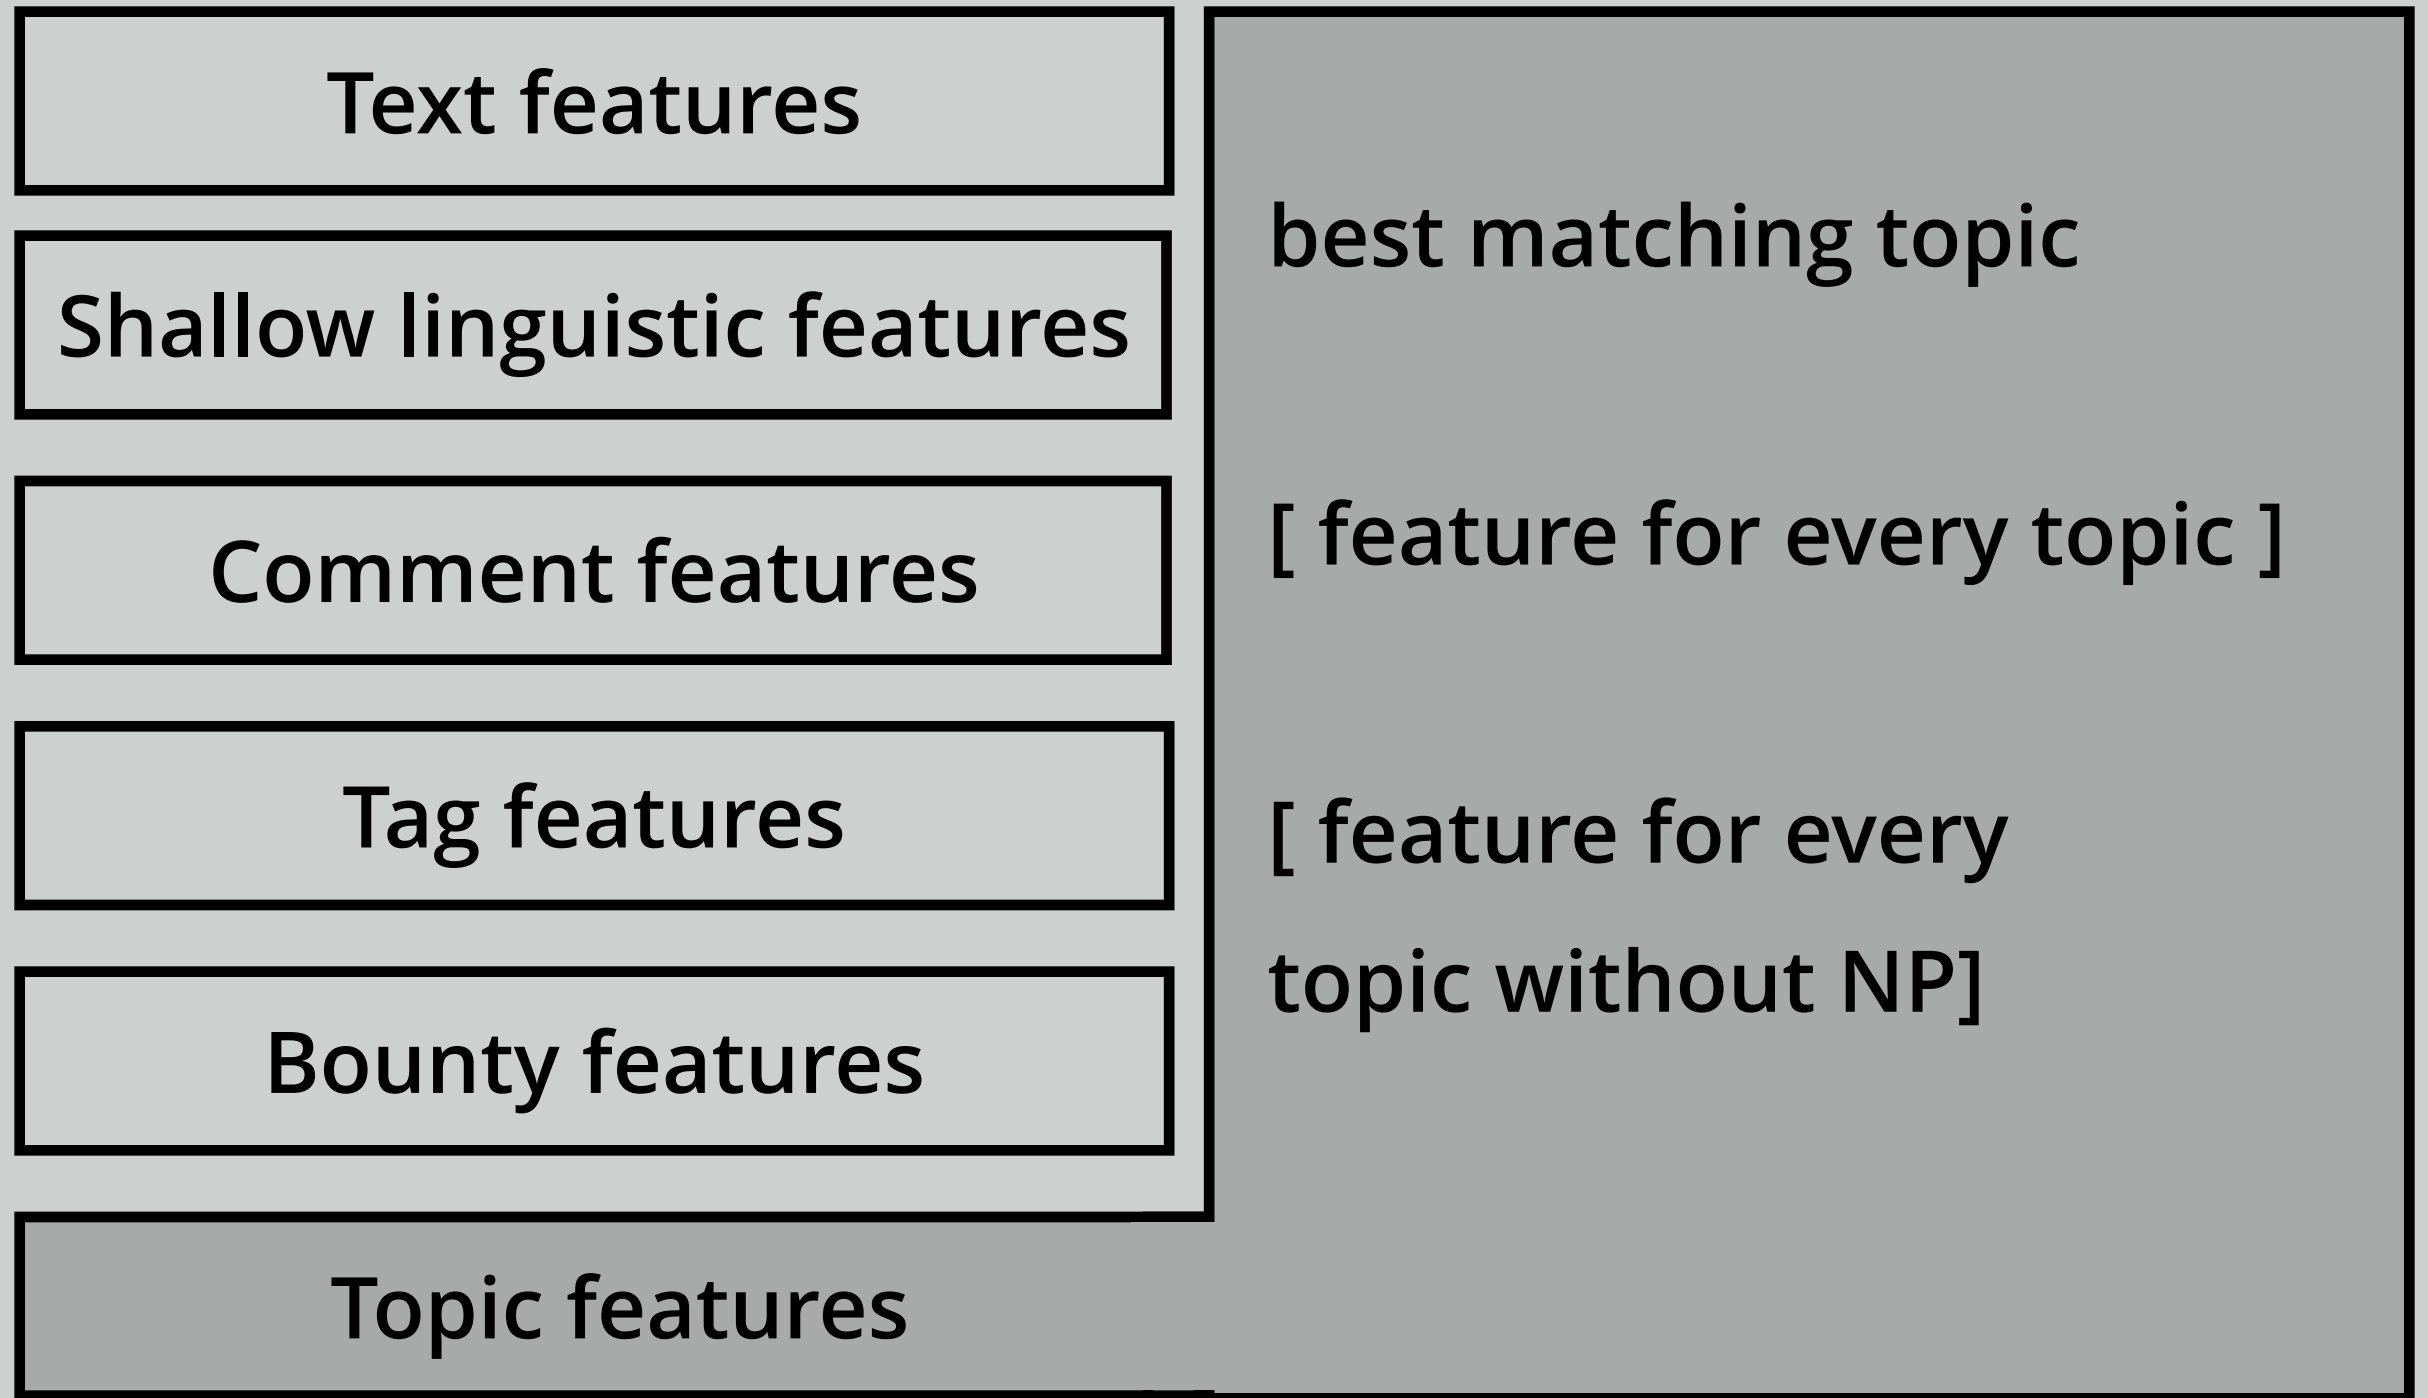 Text features
Shallow linguistic features
Comment features
Tag features
Bounty features
Topic features
best matching topic
[ feature for every topic ]
[ feature for every
topic without NP]